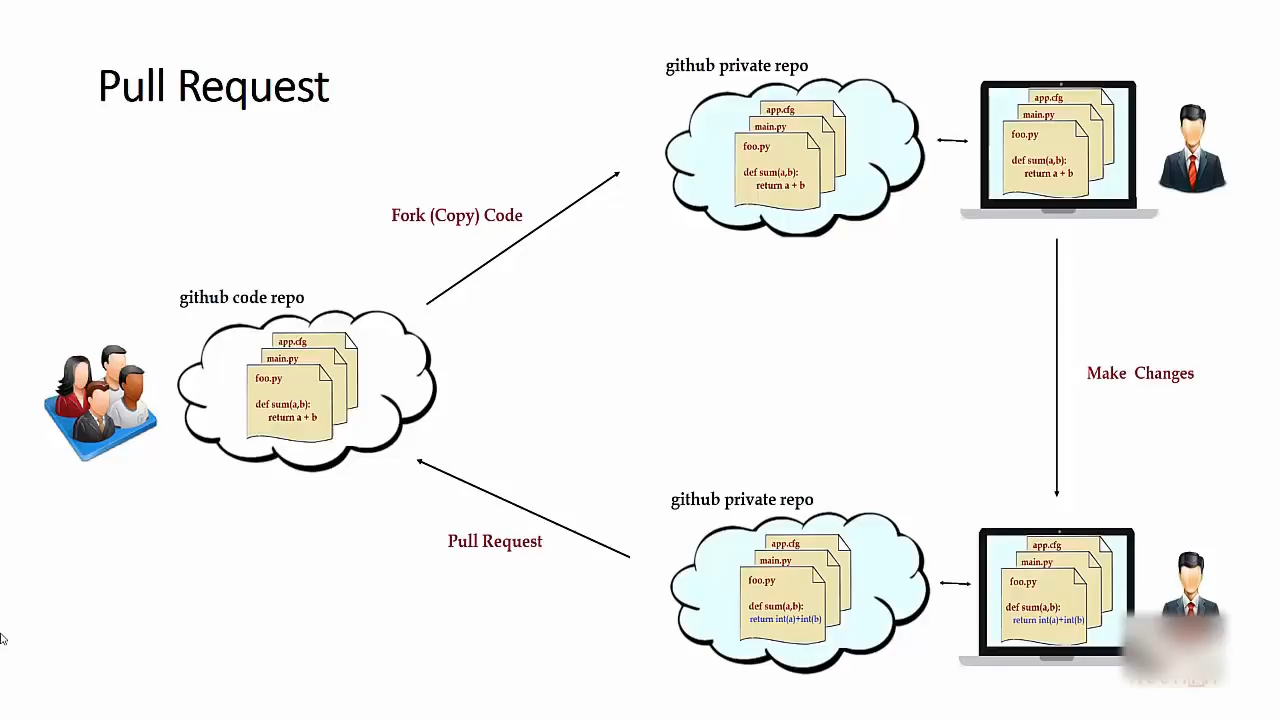 Pull Request
github private repo
app.cfg
main.py
foo.py
def sum(a,b):
return a + b
app.cfg
main.py
foo.py
def sum(a,b):
return a + b
Fork (Copy) Code
github code repo
app.cfg
main.py
foo.py
def sum(a,b):
return a + b
Make Changes
Pull Request
github private repo
app.cfg
main.py
foo.py
def sum(a,b):
return int(a)+int(b)
app.cfg
main.py
foo.py
def sum(a,b):
return int(a)+int(b)